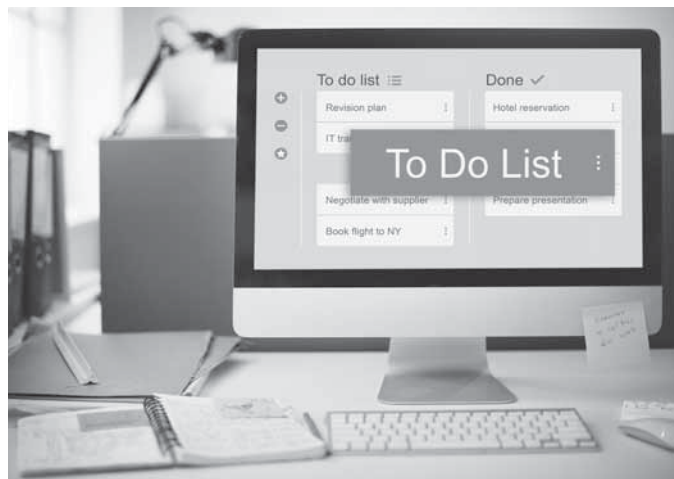 To do list
Revision plan
IT
Negotiate with supplier
Book flight to NY
Done
Hotel reservation
Prepare presentation
To Do List